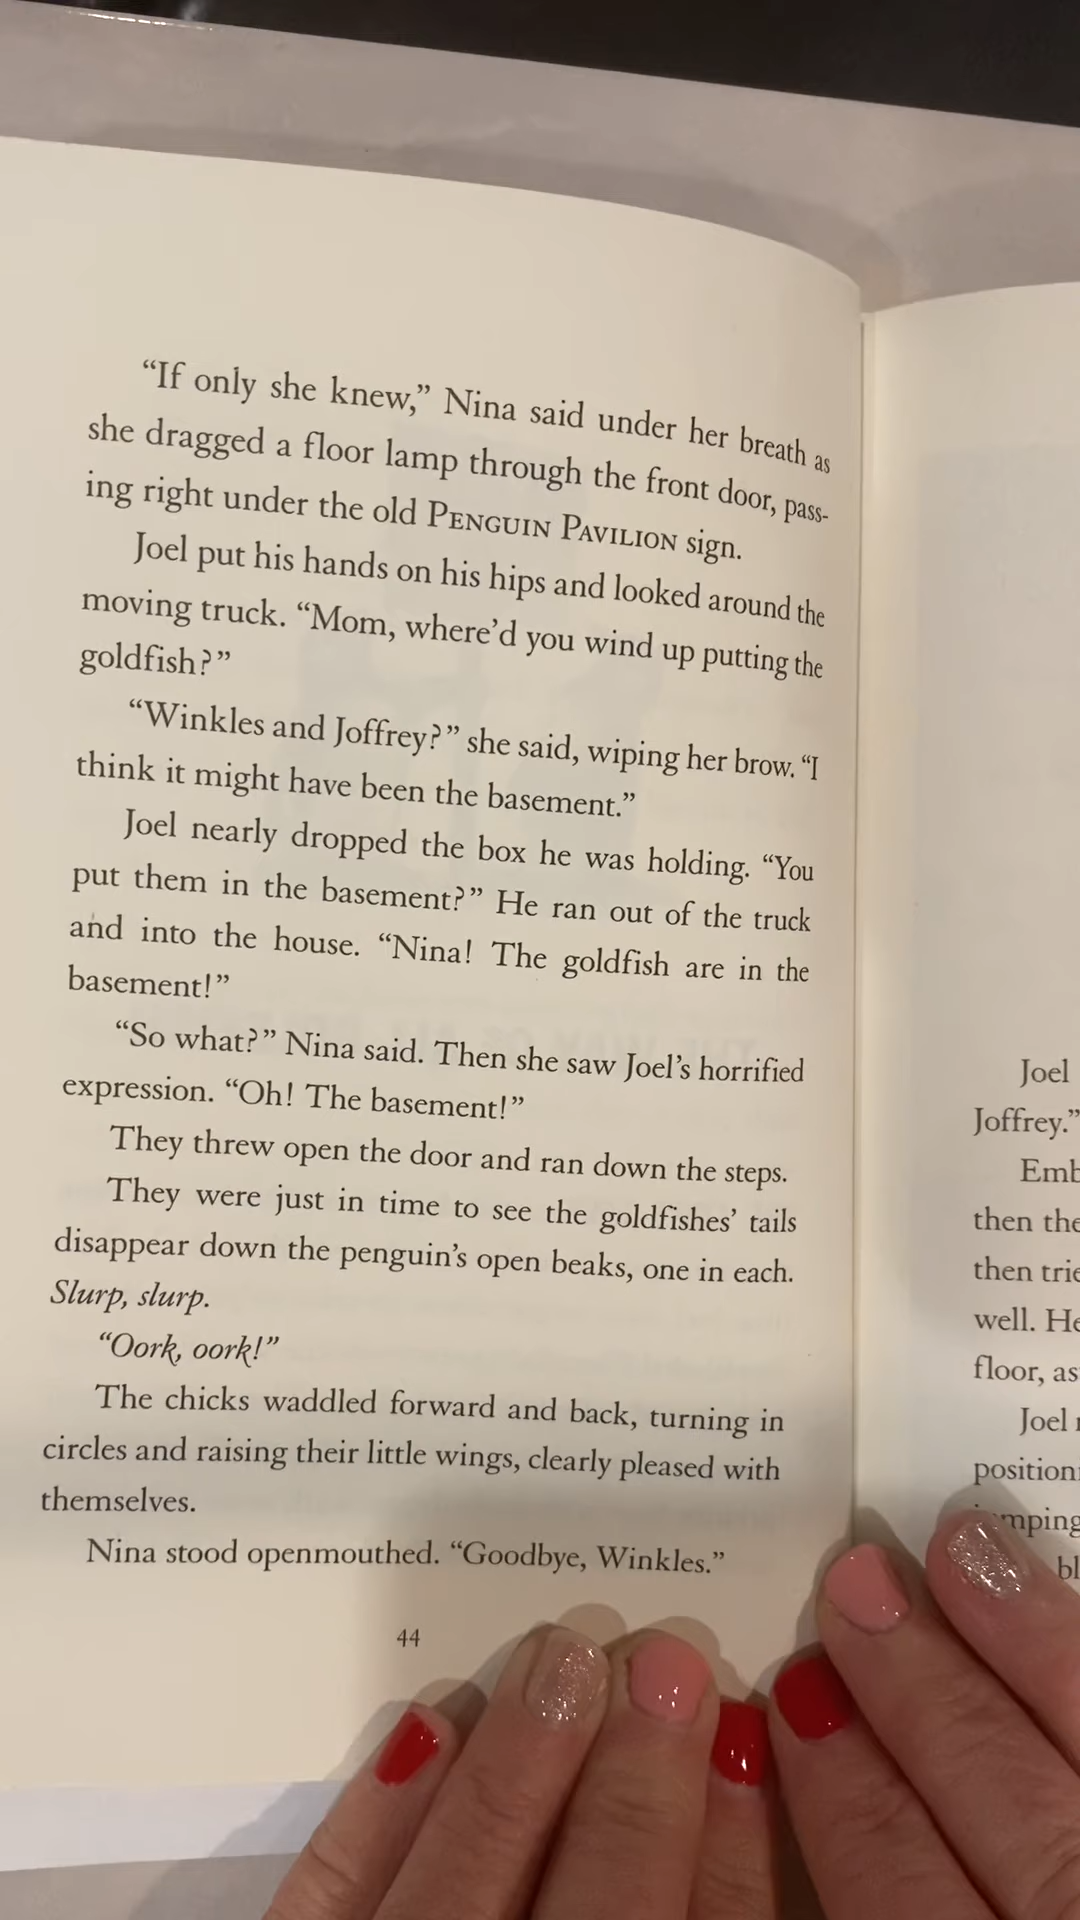 “If only she knew,” Nina said under her breath as
she dragged a floor lamp through the front door, pass-
ing right under the old PENGUIN PAVILION sign.
Joel put his hands on his hips and looked around the
moving truck. “Mom, where’d you wind up putting the
goldfish?”
“Winkles and Joffrey?” she said, wiping her brow. “I
think it might have been the basement.”
Joel nearly dropped the box he was holding. “You
put them in the basement?” He ran out of the truck
and into the house. “Nina! The goldfish are in the
basement!”
“So what?” Nina said. Then she saw Joel’s horrified
expression. “Oh! The basement!”
They threw open the door and ran down the steps.
They were just in time to see the goldfishes’ tails
disappear down the penguin’s open beaks, one in each.
Slurp, slurp.
“Oork, oork!”
The chicks waddled forward and back, turning in
circles and raising their little wings, clearly pleased with
themselves.
Nina stood openmouthed. “Goodbye, Winkles.”
44
Joel
Joffrey.”
then the
well. He
floor, as
Joel